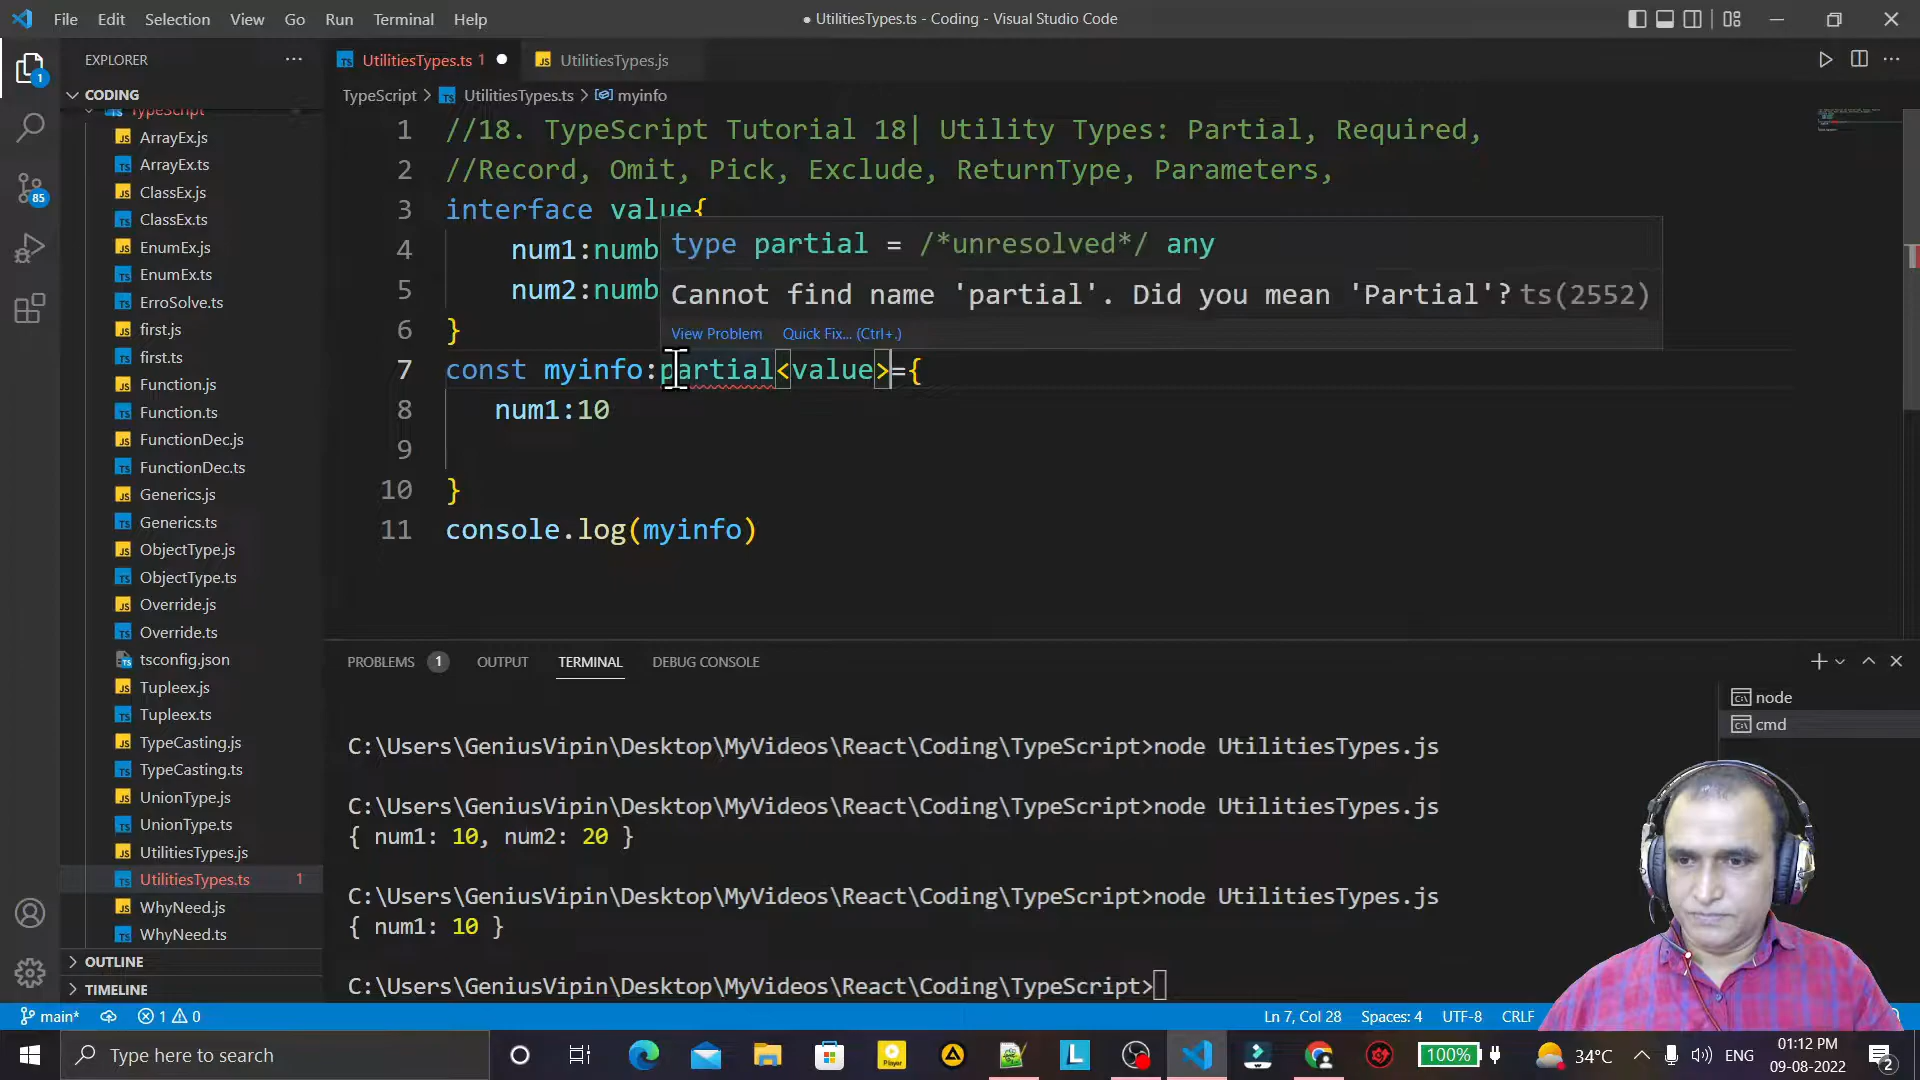 File Edit Selection View Go Run Terminal Help
● UtilitiesTypes.ts - Coding - Visual Studio Code
EXPLORER
CODING
TypeScript
ArrayEx.js
ArrayEx.ts
ClassEx.js
ClassEx.ts
EnumEx.js
EnumEx.ts
ErroSolve.ts
first.js
first.ts
Function.js
Function.ts
FunctionDec.js
FunctionDec.ts
Generics.js
Generics.ts
ObjectType.js
ObjectType.ts
Override.js
Override.ts
tsconfig.json
Tupleex.js
Tupleex.ts
TypeCasting.js
TypeCasting.ts
UnionType.js
UnionType.ts
UtilitiesTypes.js
UtilitiesTypes.ts 1
WhyNeed.js
WhyNeed.ts
OUTLINE
TIMELINE
1
85
UtilitiesTypes.ts 1 ●
UtilitiesTypes.js
TypeScript > UtilitiesTypes.ts > myinfo
1 //18. TypeScript Tutorial 18| Utility Types: Partial, Required,
2 //Record, Omit, Pick, Exclude, ReturnType, Parameters,
3 interface value{
4 num1:numb
5 num2:numb
6 }
7 const myinfo:partial<value>={
8 num1:10
9
10 }
11 console.log(myinfo)
type partial = /*unresolved*/ any
Cannot find name 'partial'. Did you mean 'Partial'? ts(2552)
View Problem Quick Fix... (Ctrl+.)
PROBLEMS 1 OUTPUT TERMINAL DEBUG CONSOLE
node
cmd
C:\Users\GeniusVipin\Desktop\MyVideos\React\Coding\TypeScript>node UtilitiesTypes.js
C:\Users\GeniusVipin\Desktop\MyVideos\React\Coding\TypeScript>node UtilitiesTypes.js
{ num1: 10, num2: 20 }
C:\Users\GeniusVipin\Desktop\MyVideos\React\Coding\TypeScript>node UtilitiesTypes.js
{ num1: 10 }
C:\Users\GeniusVipin\Desktop\MyVideos\React\Coding\TypeScript>
main* 1 0
Ln 7, Col 28 Spaces: 4 UTF-8 CRLF
Type here to search
100% 34°C ENG
01:12 PM
09-08-2022
2